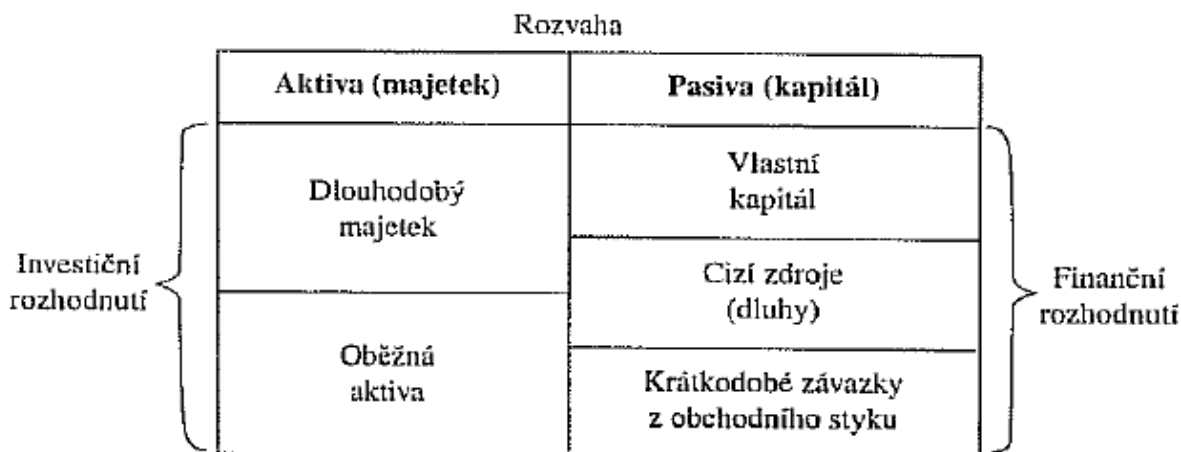 Rozvaha
Aktiva (majetek)
Pasiva (kapitál)
Dlouhodobý
majetek
Vlastní
kapitál
Investiční
rozhodnutí
Cizí zdroje
(dluhy)
Finanční
rozhodnutí
Oběžná
aktiva
Krátkodobé závazky
z obchodního styku